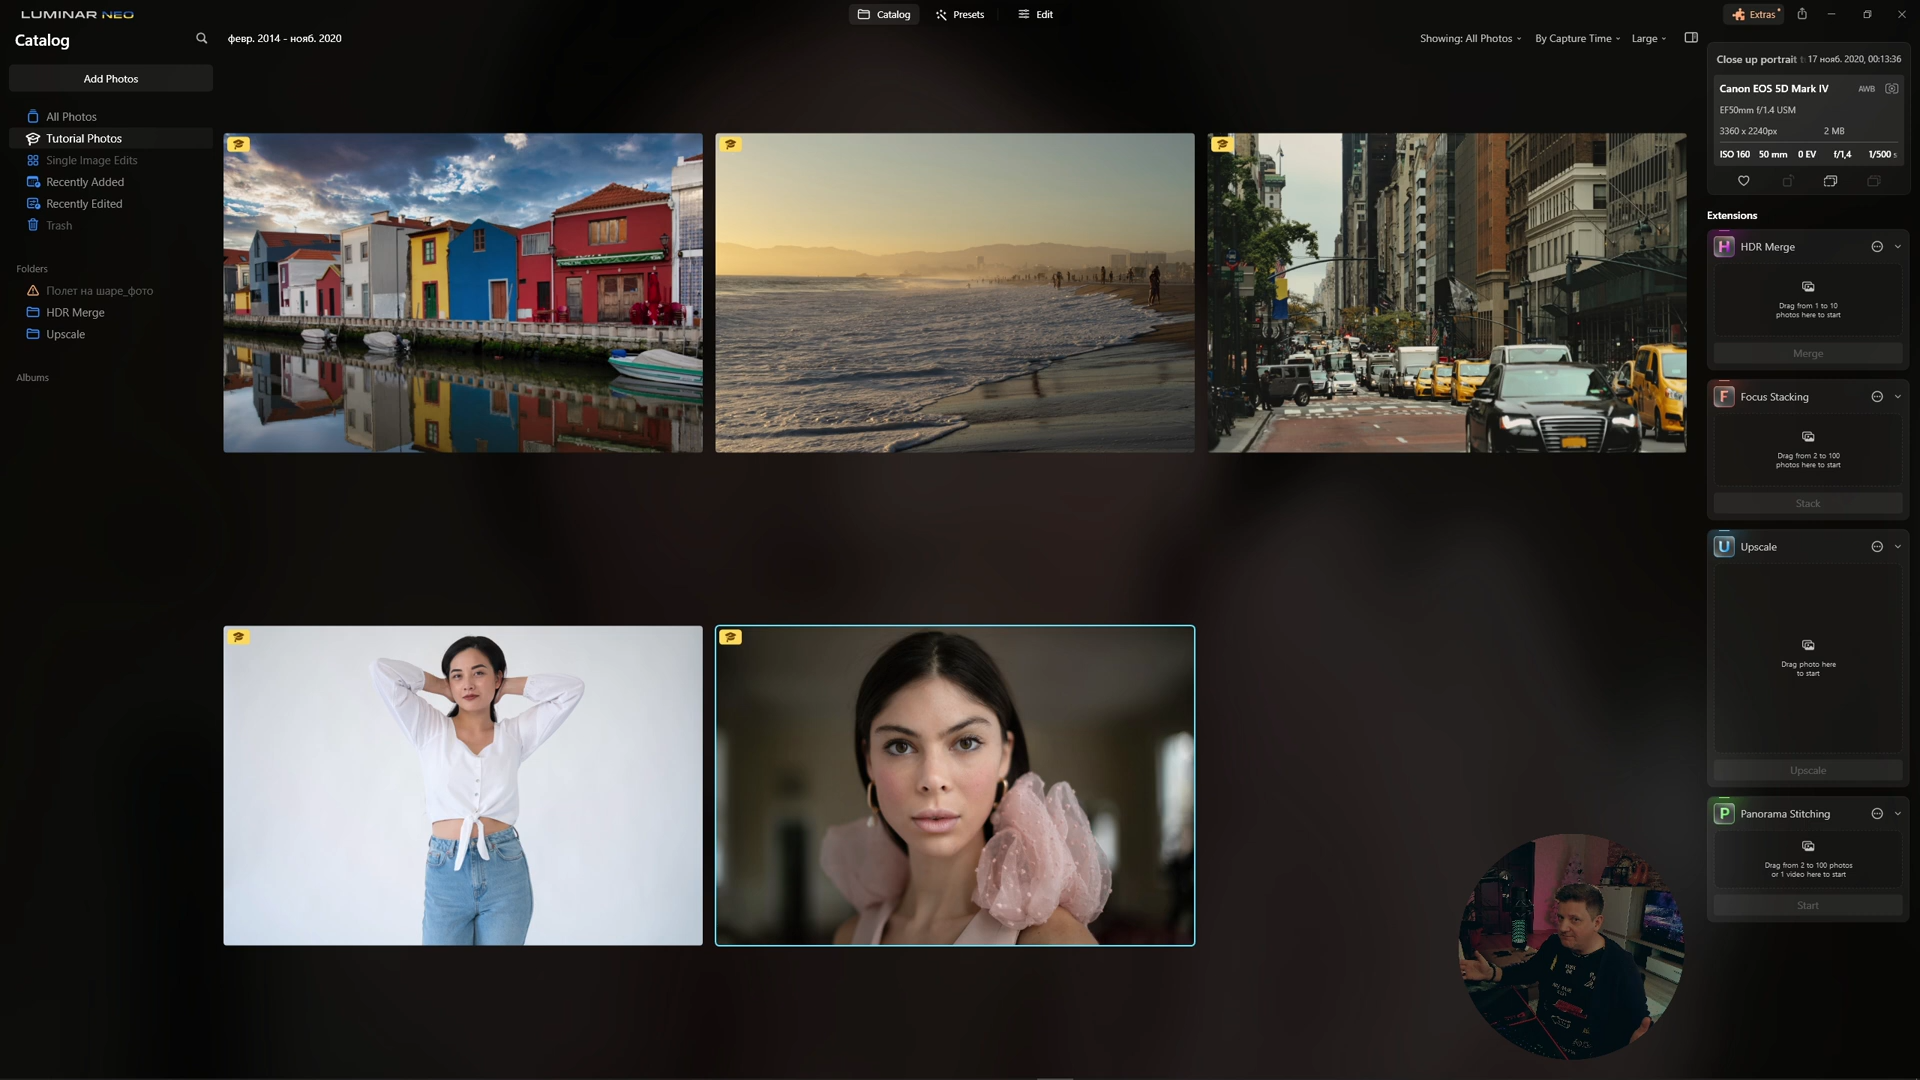 LUMINAR NEO
Catalog
Presets
Edit
Extras
Catalog
февр. 2014 - нояб. 2020
Showing: All Photos
By Capture Time
Large
Add Photos
All Photos
Tutorial Photos
Single Image Edits
Recently Added
Recently Edited
Trash
Folders
Полет на шаре_фото
HDR Merge
Upscale
Albums
Close up portrait
17 нояб. 2020, 00:13:36
Canon EOS 5D Mark IV
AWB
EF50mm f/1.4 USM
3360 x 2240px
2 MB
ISO 160
50 mm
0 EV
f/1,4
1/500 s
Extensions
H
HDR Merge
Drag from 1 to 10
photos here to start
Merge
F
Focus Stacking
Drag from 2 to 100
photos here to start
Stack
U
Upscale
Drag photo here
to start
Upscale
P
Panorama Stitching
Drag from 2 to 100 photos
or 1 video here to start
Start